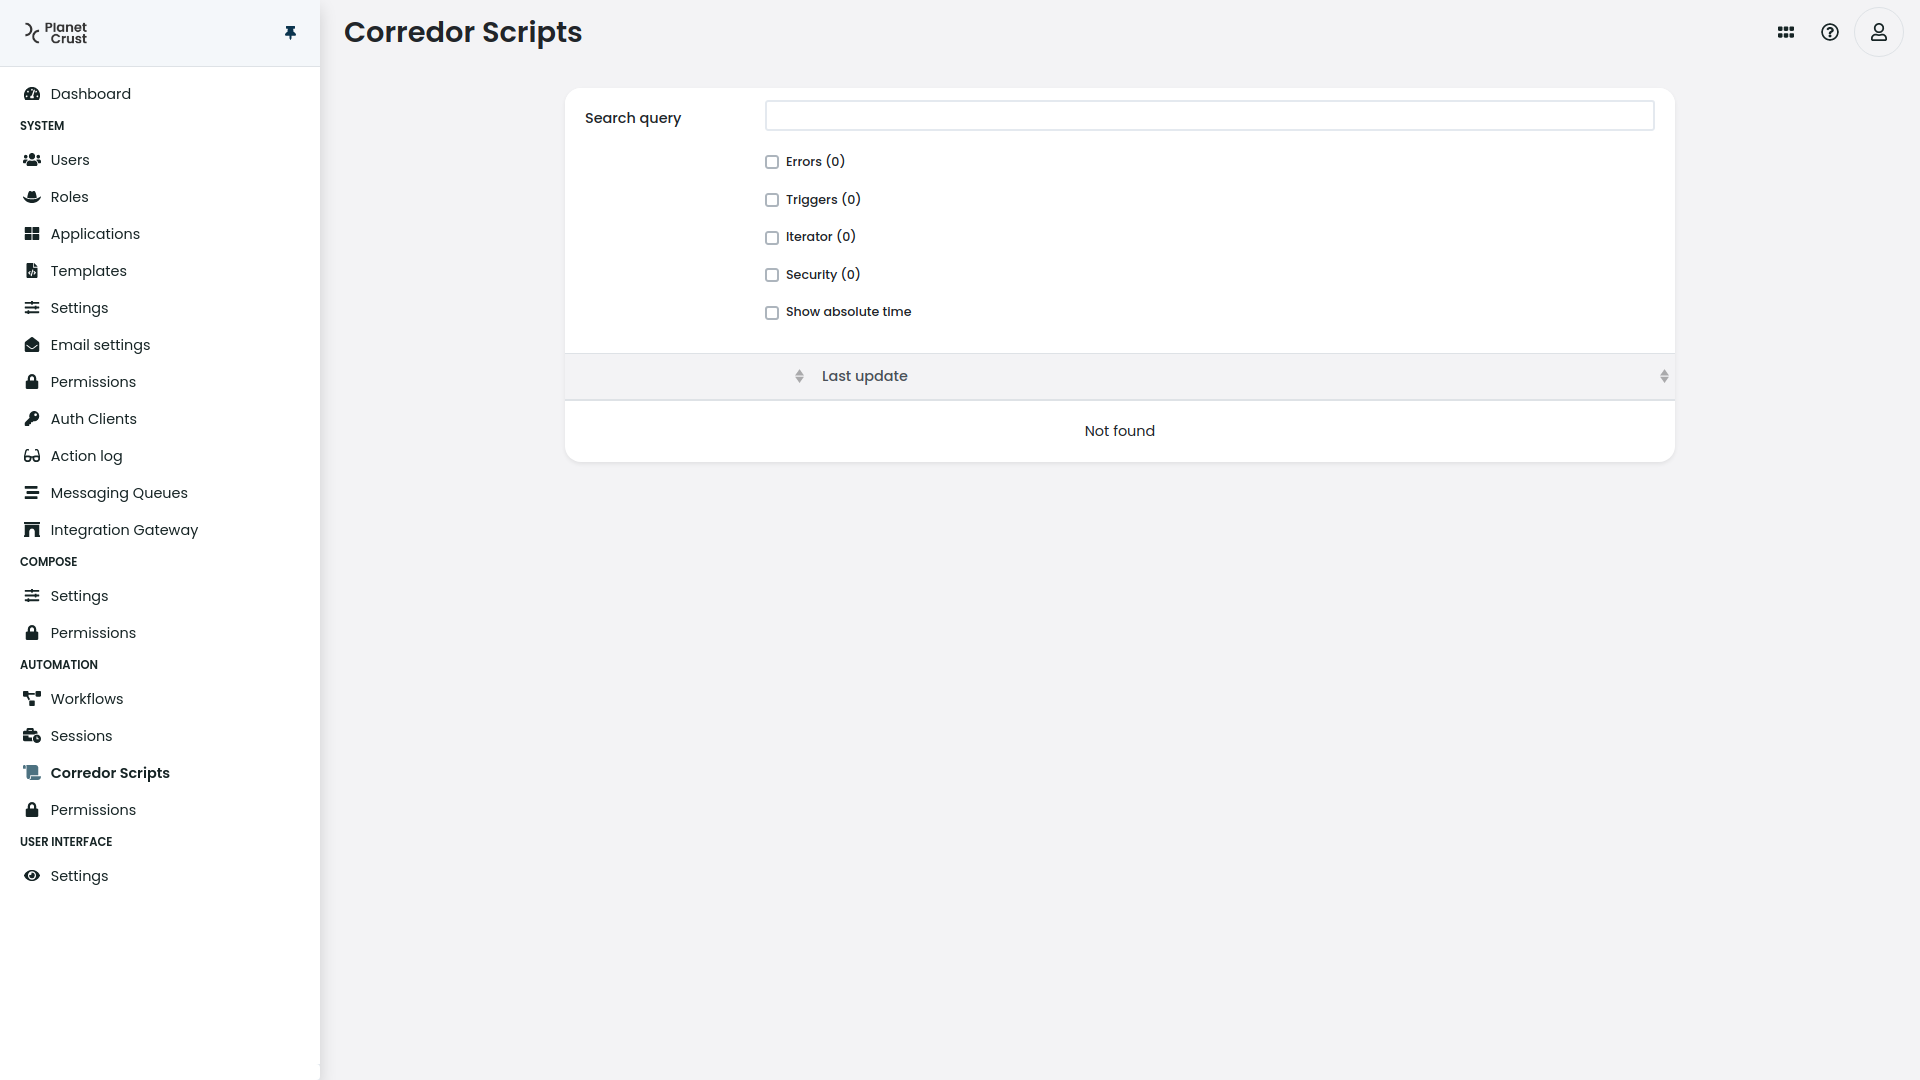 Planet
Crust
Corredor Scripts
Dashboard
SYSTEM
Users
Roles
Applications
Templates
Settings
Email settings
Permissions
Auth Clients
Action log
Messaging Queues
Integration Gateway
COMPOSE
Settings
Permissions
AUTOMATION
Workflows
Sessions
Corredor Scripts
Permissions
USER INTERFACE
Settings
Search query
Errors (0)
Triggers (0)
Iterator (0)
Security (0)
Show absolute time
Last update
Not found